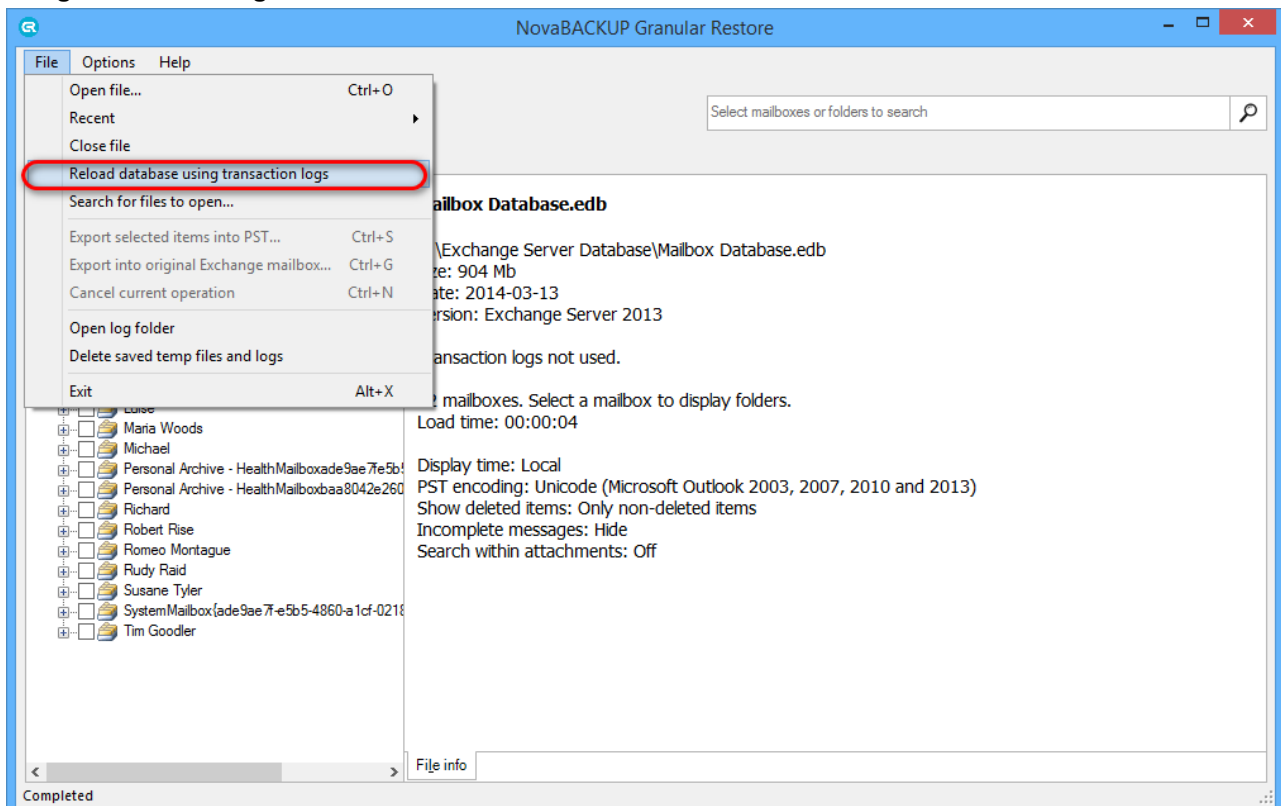 NovaBACKUP Granular Restore
File Options Help
Open file... Ctrl+O
Recent
Close file
Reload database using transaction logs
Search for files to open...
Export selected items into PST... Ctrl+S
Export into original Exchange mailbox... Ctrl+G
Cancel current operation Ctrl+N
Open log folder
Delete saved temp files and logs
Exit Alt+X
Select mailboxes or folders to search
Luise
Maria Woods
Michael
Personal Archive - HealthMailboxade9ae7fe5b5
Personal Archive - HealthMailboxbaa8042e260
Richard
Robert Rise
Romeo Montague
Rudy Raid
Susane Tyler
SystemMailbox{ade9ae7f-e5b5-4860-a1cf-0218
Tim Goodler
ailbox Database.edb
\Exchange Server Database\Mailbox Database.edb
ze: 904 Mb
ate: 2014-03-13
ersion: Exchange Server 2013
ansaction logs not used.
2 mailboxes. Select a mailbox to display folders.
Load time: 00:00:04
Display time: Local
PST encoding: Unicode (Microsoft Outlook 2003, 2007, 2010 and 2013)
Show deleted items: Only non-deleted items
Incomplete messages: Hide
Search within attachments: Off
File info
Completed